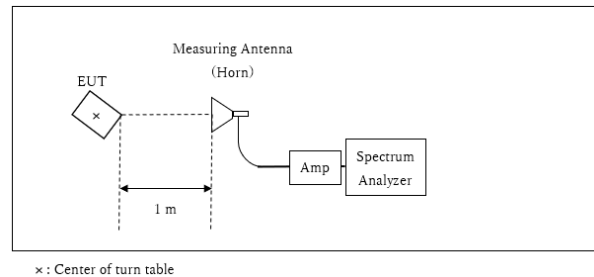 Measuring Antenna
(Horn)
EUT
×
Amp
Spectrum
Analyzer
1 m
× : Center of turn table